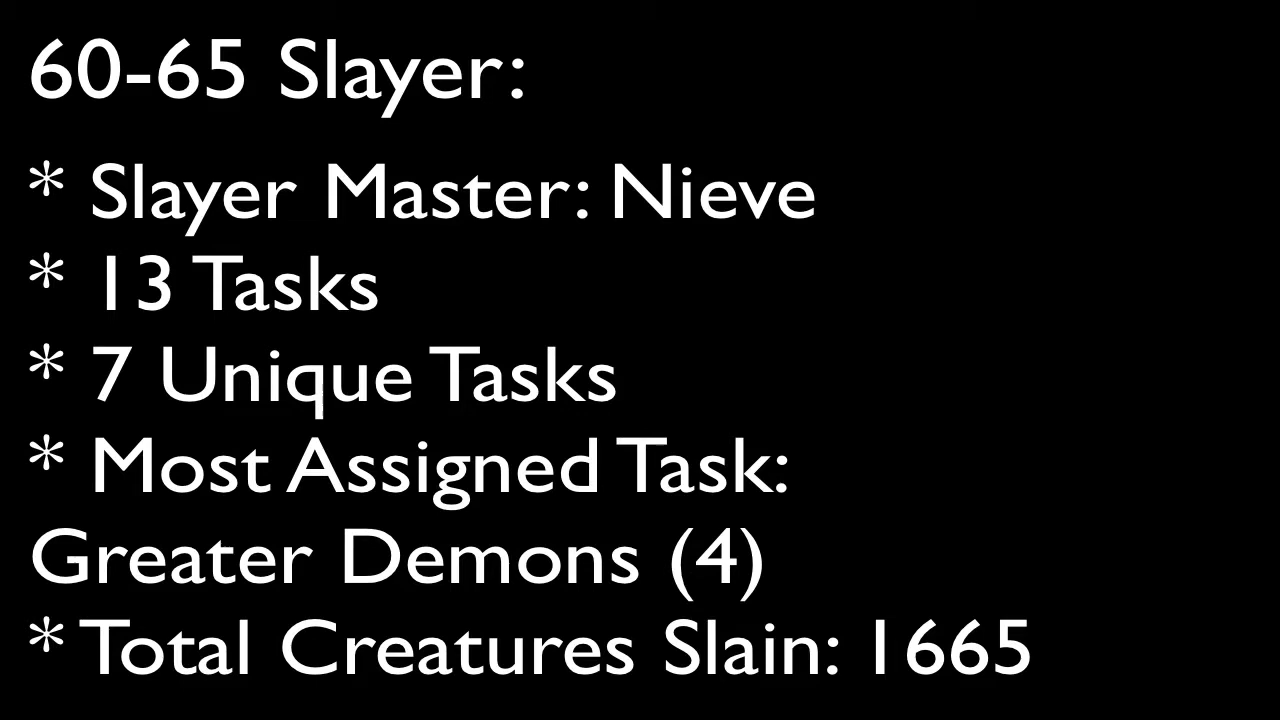 60-65 Slayer:
* Slayer Master: Nieve
* 13 Tasks
* 7 Unique Tasks
* Most Assigned Task:
Greater Demons (4)
* Total Creatures Slain: 1665